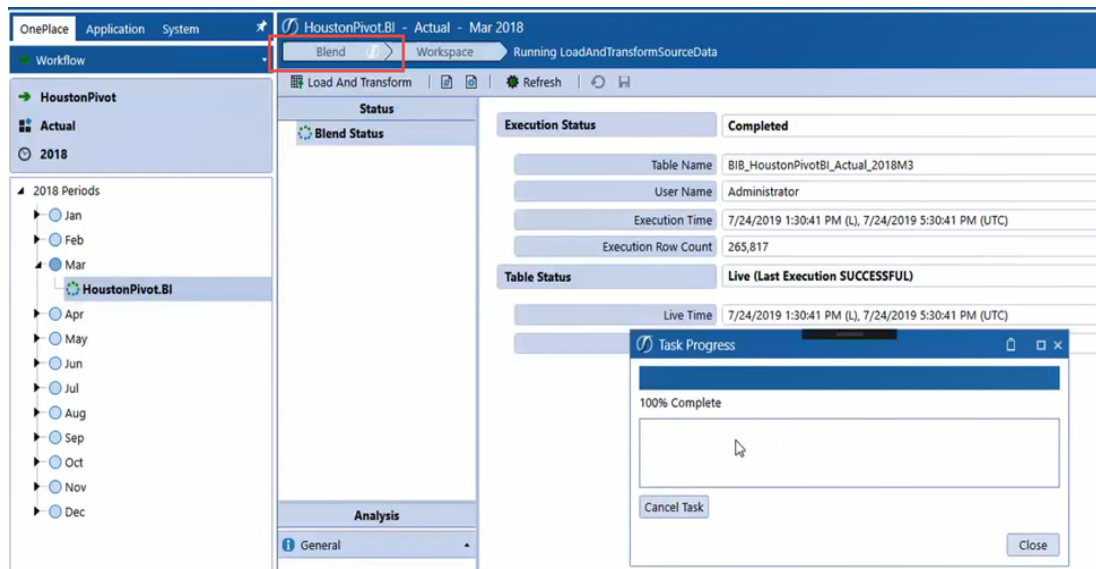 OnePlace Application System
HoustonPivot.BI - Actual - Mar 2018
Blend Workspace Running LoadAndTransformSourceData
Workflow
Load And Transform Refresh
HoustonPivot
Actual
2018
Status
Blend Status
Execution Status Completed
Table Name BIB_HoustonPivotBI_Actual_2018M3
User Name Administrator
Execution Time 7/24/2019 1:30:41 PM (L), 7/24/2019 5:30:41 PM (UTC)
Execution Row Count 265,817
Table Status Live (Last Execution SUCCESSFUL)
Live Time 7/24/2019 1:30:41 PM (L), 7/24/2019 5:30:41 PM (UTC)
2018 Periods
Jan
Feb
Mar
HoustonPivot.BI
Apr
May
Jun
Jul
Aug
Sep
Oct
Nov
Dec
Task Progress
100% Complete
Cancel Task
Close
Analysis
General